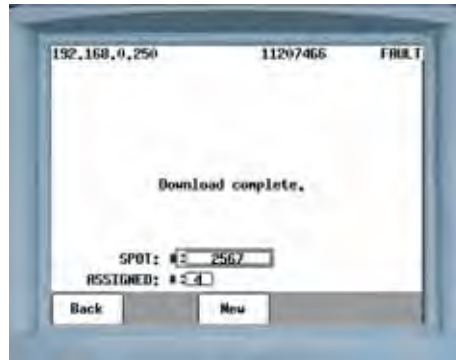 192.168.0.250 11207466 FAULT
Download complete.
SPOT: #: 2567
ASSIGNED: #: 4
Back New